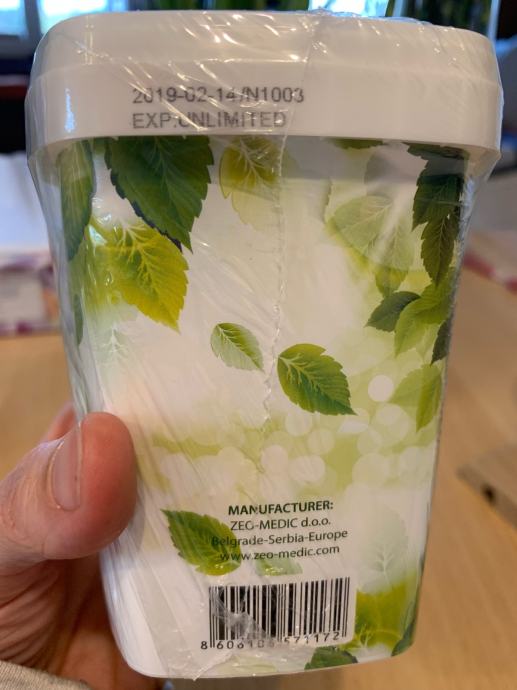 2019-02-14/N1003
EXP:UNLIMITED
MANUFACTURER:
ZEO-MEDIC d.o.o.
Belgrade-Serbia-Europe
www.zeo-medic.com